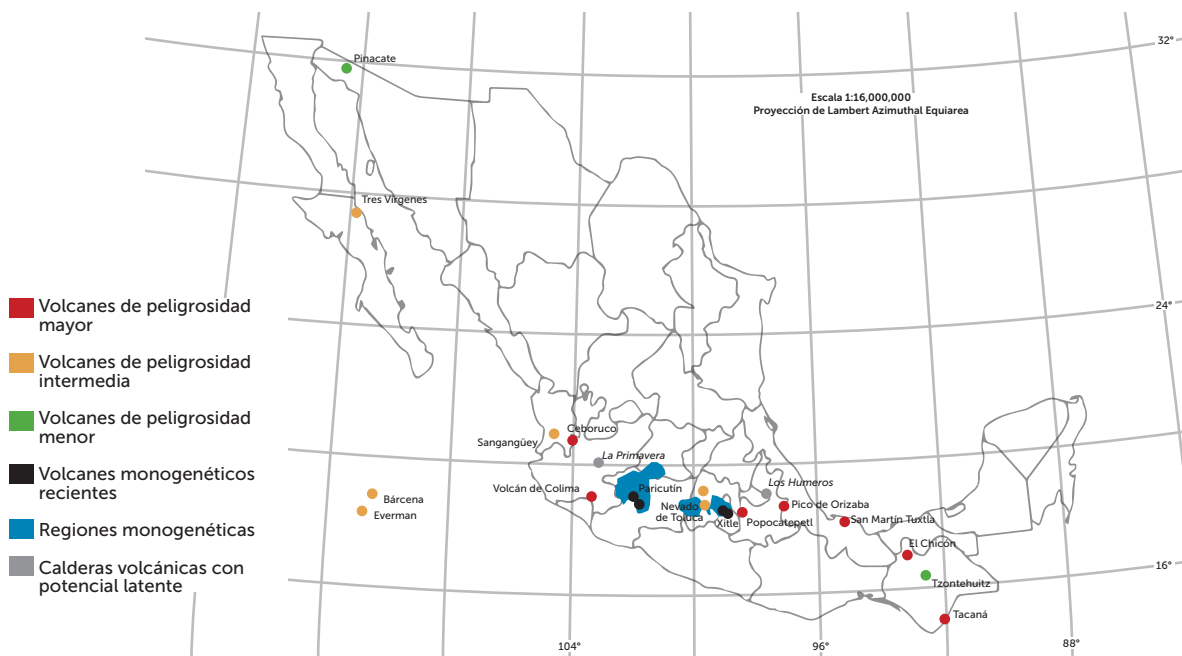 32°
Pinacate
Escala 1:16,000,000
Proyección de Lambert Azimuthal Equiarea
Tres Vírgenes
Volcanes de peligrosidad
mayor
24°
Volcanes de peligrosidad
intermedia
Volcanes de peligrosidad
menor
Ceboruco
Sangangüey
La Primavera
Volcanes monogenéticos
recientes
Los Humeros
Volcán de Colima
Paricutín
Bárcena
Nevado
de Toluca
Pico de Orizaba
Everman
Xitle
Popocatepetl
San Martín Tuxtla
Regiones monogenéticas
El Chicón
Calderas volcánicas con
potencial latente
16°
Tzontehuitz
Tacaná
104°
96°
88°